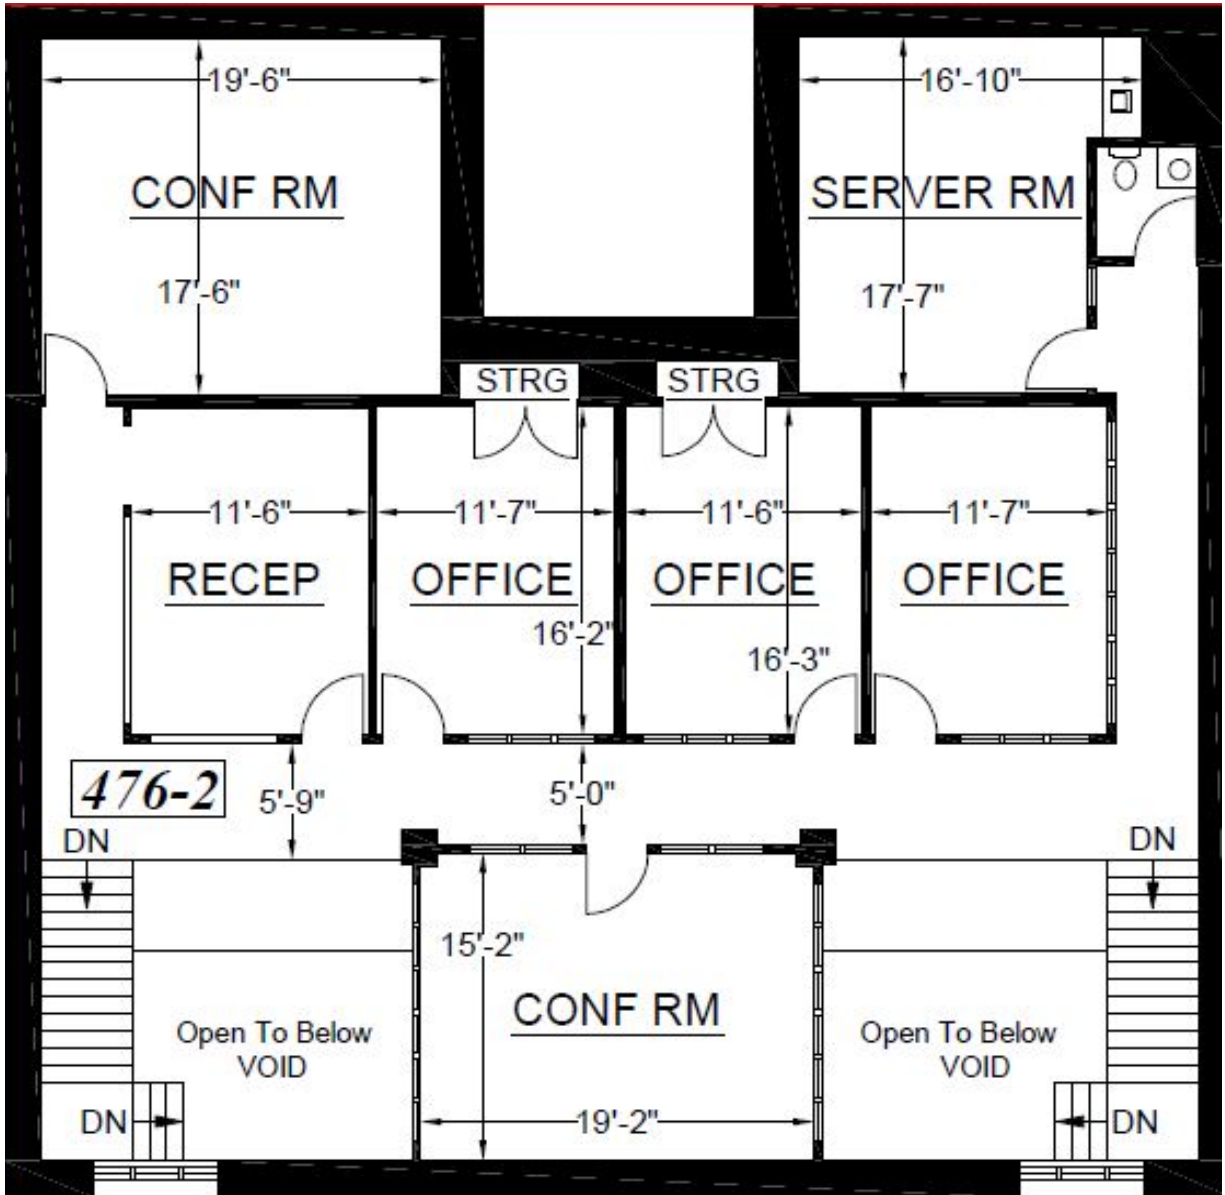 19'-6"
16'-10"
CONF RM
SERVER RM
17'-6"
17'-7"
STRG
STRG
11'-6"
11'-7"
11'-6"
11'-7"
RECEP
OFFICE
OFFICE
OFFICE
16'-2"
16'-3"
476-2
5'-9"
5'-0"
DN
DN
15'-2"
CONF RM
Open To Below
VOID
Open To Below
VOID
DN
19'-2"
DN